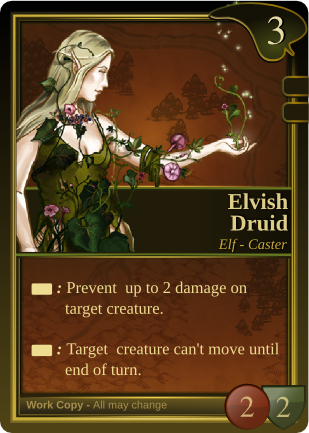 3
Elvish
Druid
Elf - Caster
: Prevent up to 2 damage on
target creature.
: Target creature can't move until
end of turn.
Work Copy - All may change
2 2